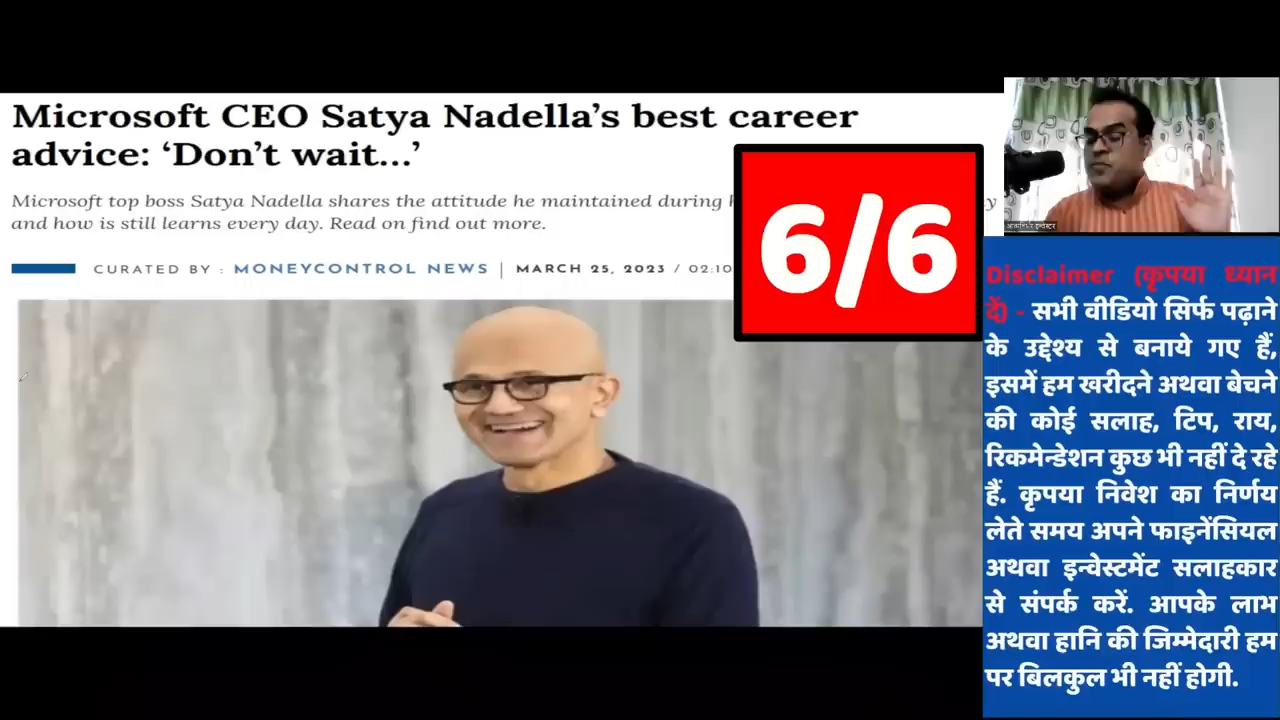 Microsoft CEO Satya Nadella’s best career
advice: ‘Don’t wait...’
Microsoft top boss Satya Nadella shares the attitude he maintained during
and how is still learns every day. Read on find out more.
CURATED BY : MONEYCONTROL NEWS | MARCH 25, 2023 / 02:10
6/6
Disclaimer (कृपया ध्यान
दें) - सभी वीडियो सिर्फ पढ़ाने
के उद्देश्य से बनाये गए हैं,
इसमें हम खरीदने अथवा बेचने
की कोई सलाह, टिप, राय,
रिकमेन्डेशन कुछ भी नहीं दे रहे
हैं. कृपया निवेश का निर्णय
लेते समय अपने फाइनेंसियल
अथवा इन्वेस्टमेंट सलाहकार
से संपर्क करें. आपके लाभ
अथवा हानि की जिम्मेदारी हम
पर बिलकुल भी नहीं होगी.